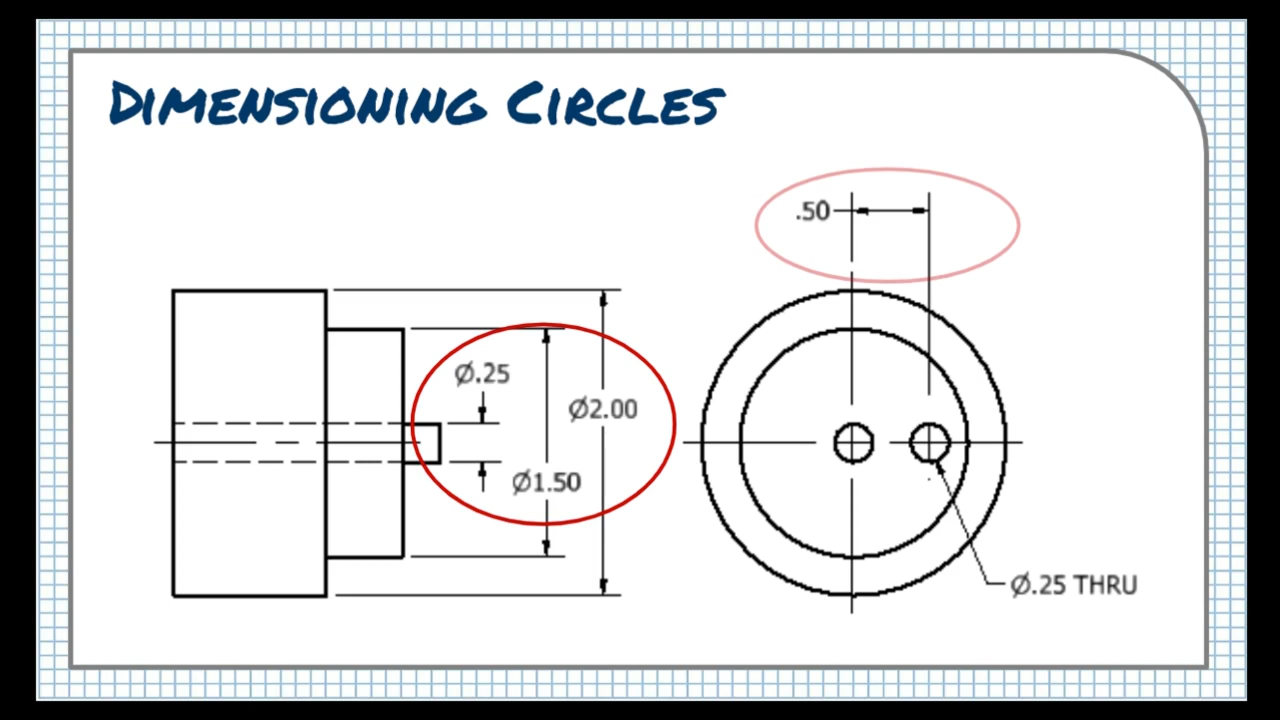 DIMENSIONING CIRCLES
.50
Ø.25
Ø2.00
Ø1.50
Ø.25 THRU